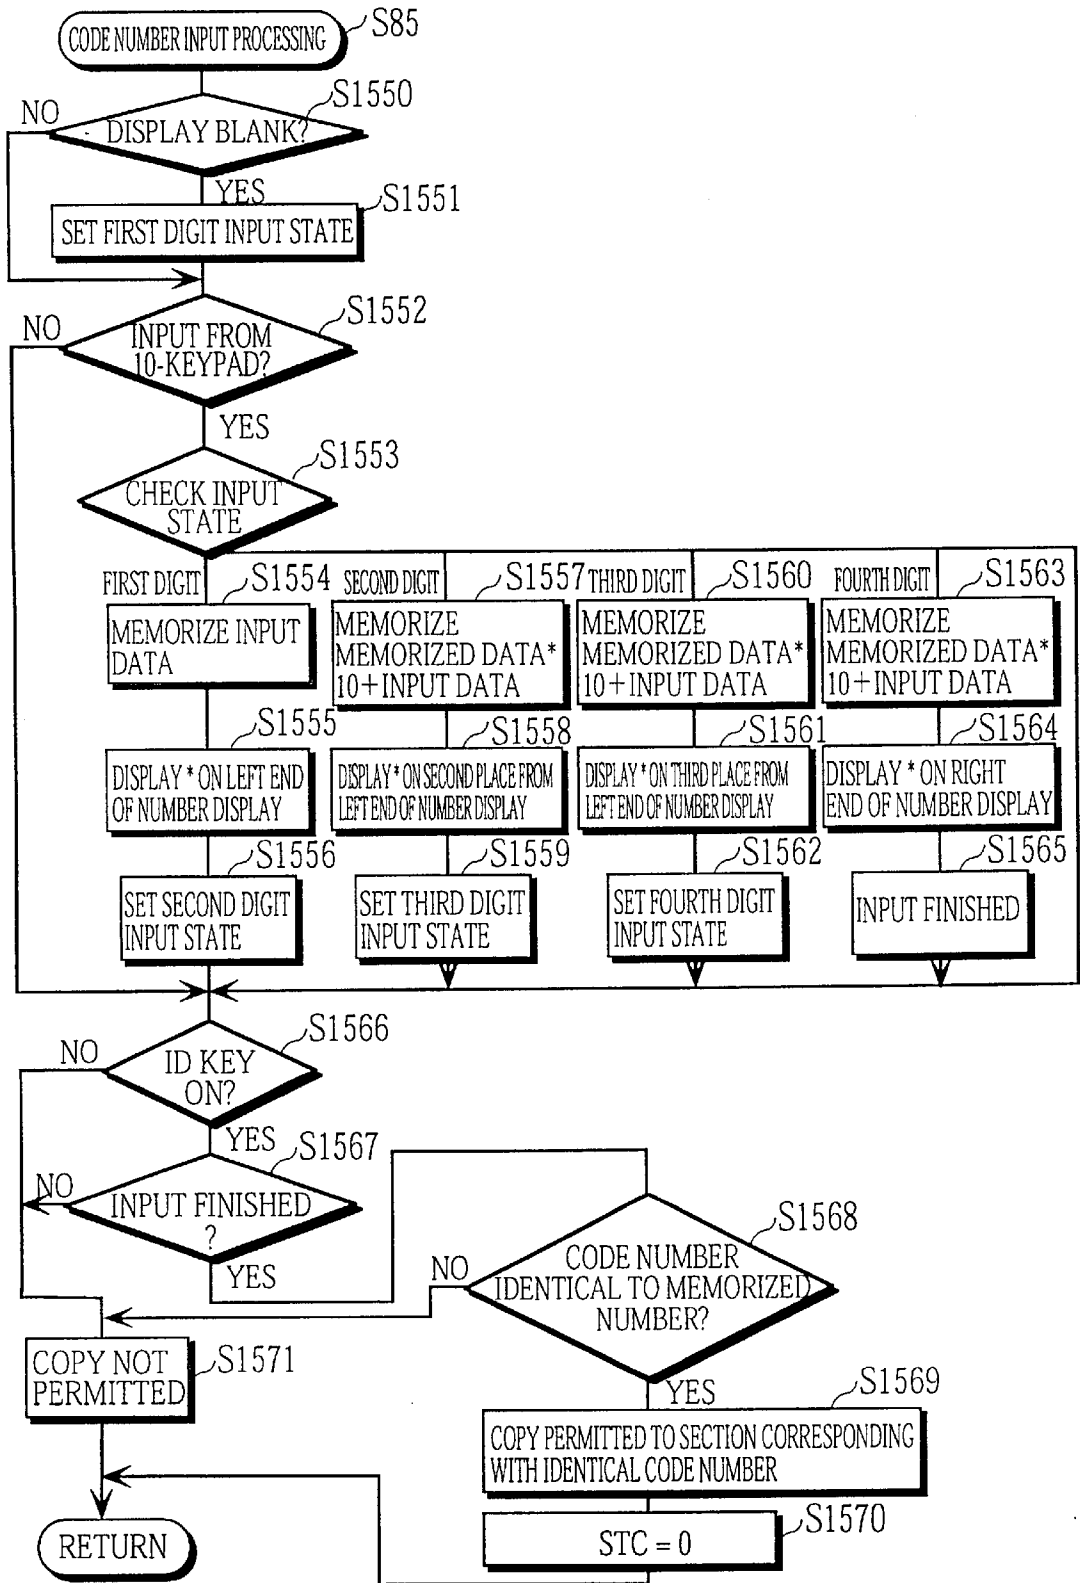 CODE NUMBER INPUT PROCESSING
S85
S1550
NO
DISPLAY BLANK?
YES
S1551
SET FIRST DIGIT INPUT STATE
S1552
NO
INPUT FROM
10-KEYPAD?
YES
S1553
CHECK INPUT
STATE
FIRST DIGIT
S1554
MEMORIZE INPUT
DATA
S1555
DISPLAY * ON LEFT END
OF NUMBER DISPLAY
S1556
SET SECOND DIGIT
INPUT STATE
SECOND DIGIT
S1557
MEMORIZE
MEMORIZED DATA*
10+INPUT DATA
S1558
DISPLAY * ON SECOND PLACE FROM
LEFT END OF NUMBER DISPLAY
S1559
SET THIRD DIGIT
INPUT STATE
THIRD DIGIT
S1560
MEMORIZE
MEMORIZED DATA*
10+INPUT DATA
S1561
DISPLAY * ON THIRD PLACE FROM
LEFT END OF NUMBER DISPLAY
S1562
SET FOURTH DIGIT
INPUT STATE
FOURTH DIGIT
S1563
MEMORIZE
MEMORIZED DATA*
10+INPUT DATA
S1564
DISPLAY * ON RIGHT
END OF NUMBER DISPLAY
S1565
INPUT FINISHED
S1566
NO
ID KEY
ON?
YES
S1567
NO
INPUT FINISHED
?
YES
S1568
NO
CODE NUMBER
IDENTICAL TO MEMORIZED
NUMBER?
YES
S1569
COPY PERMITTED TO SECTION CORRESPONDING
WITH IDENTICAL CODE NUMBER
S1570
STC = 0
COPY NOT
PERMITTED
S1571
RETURN